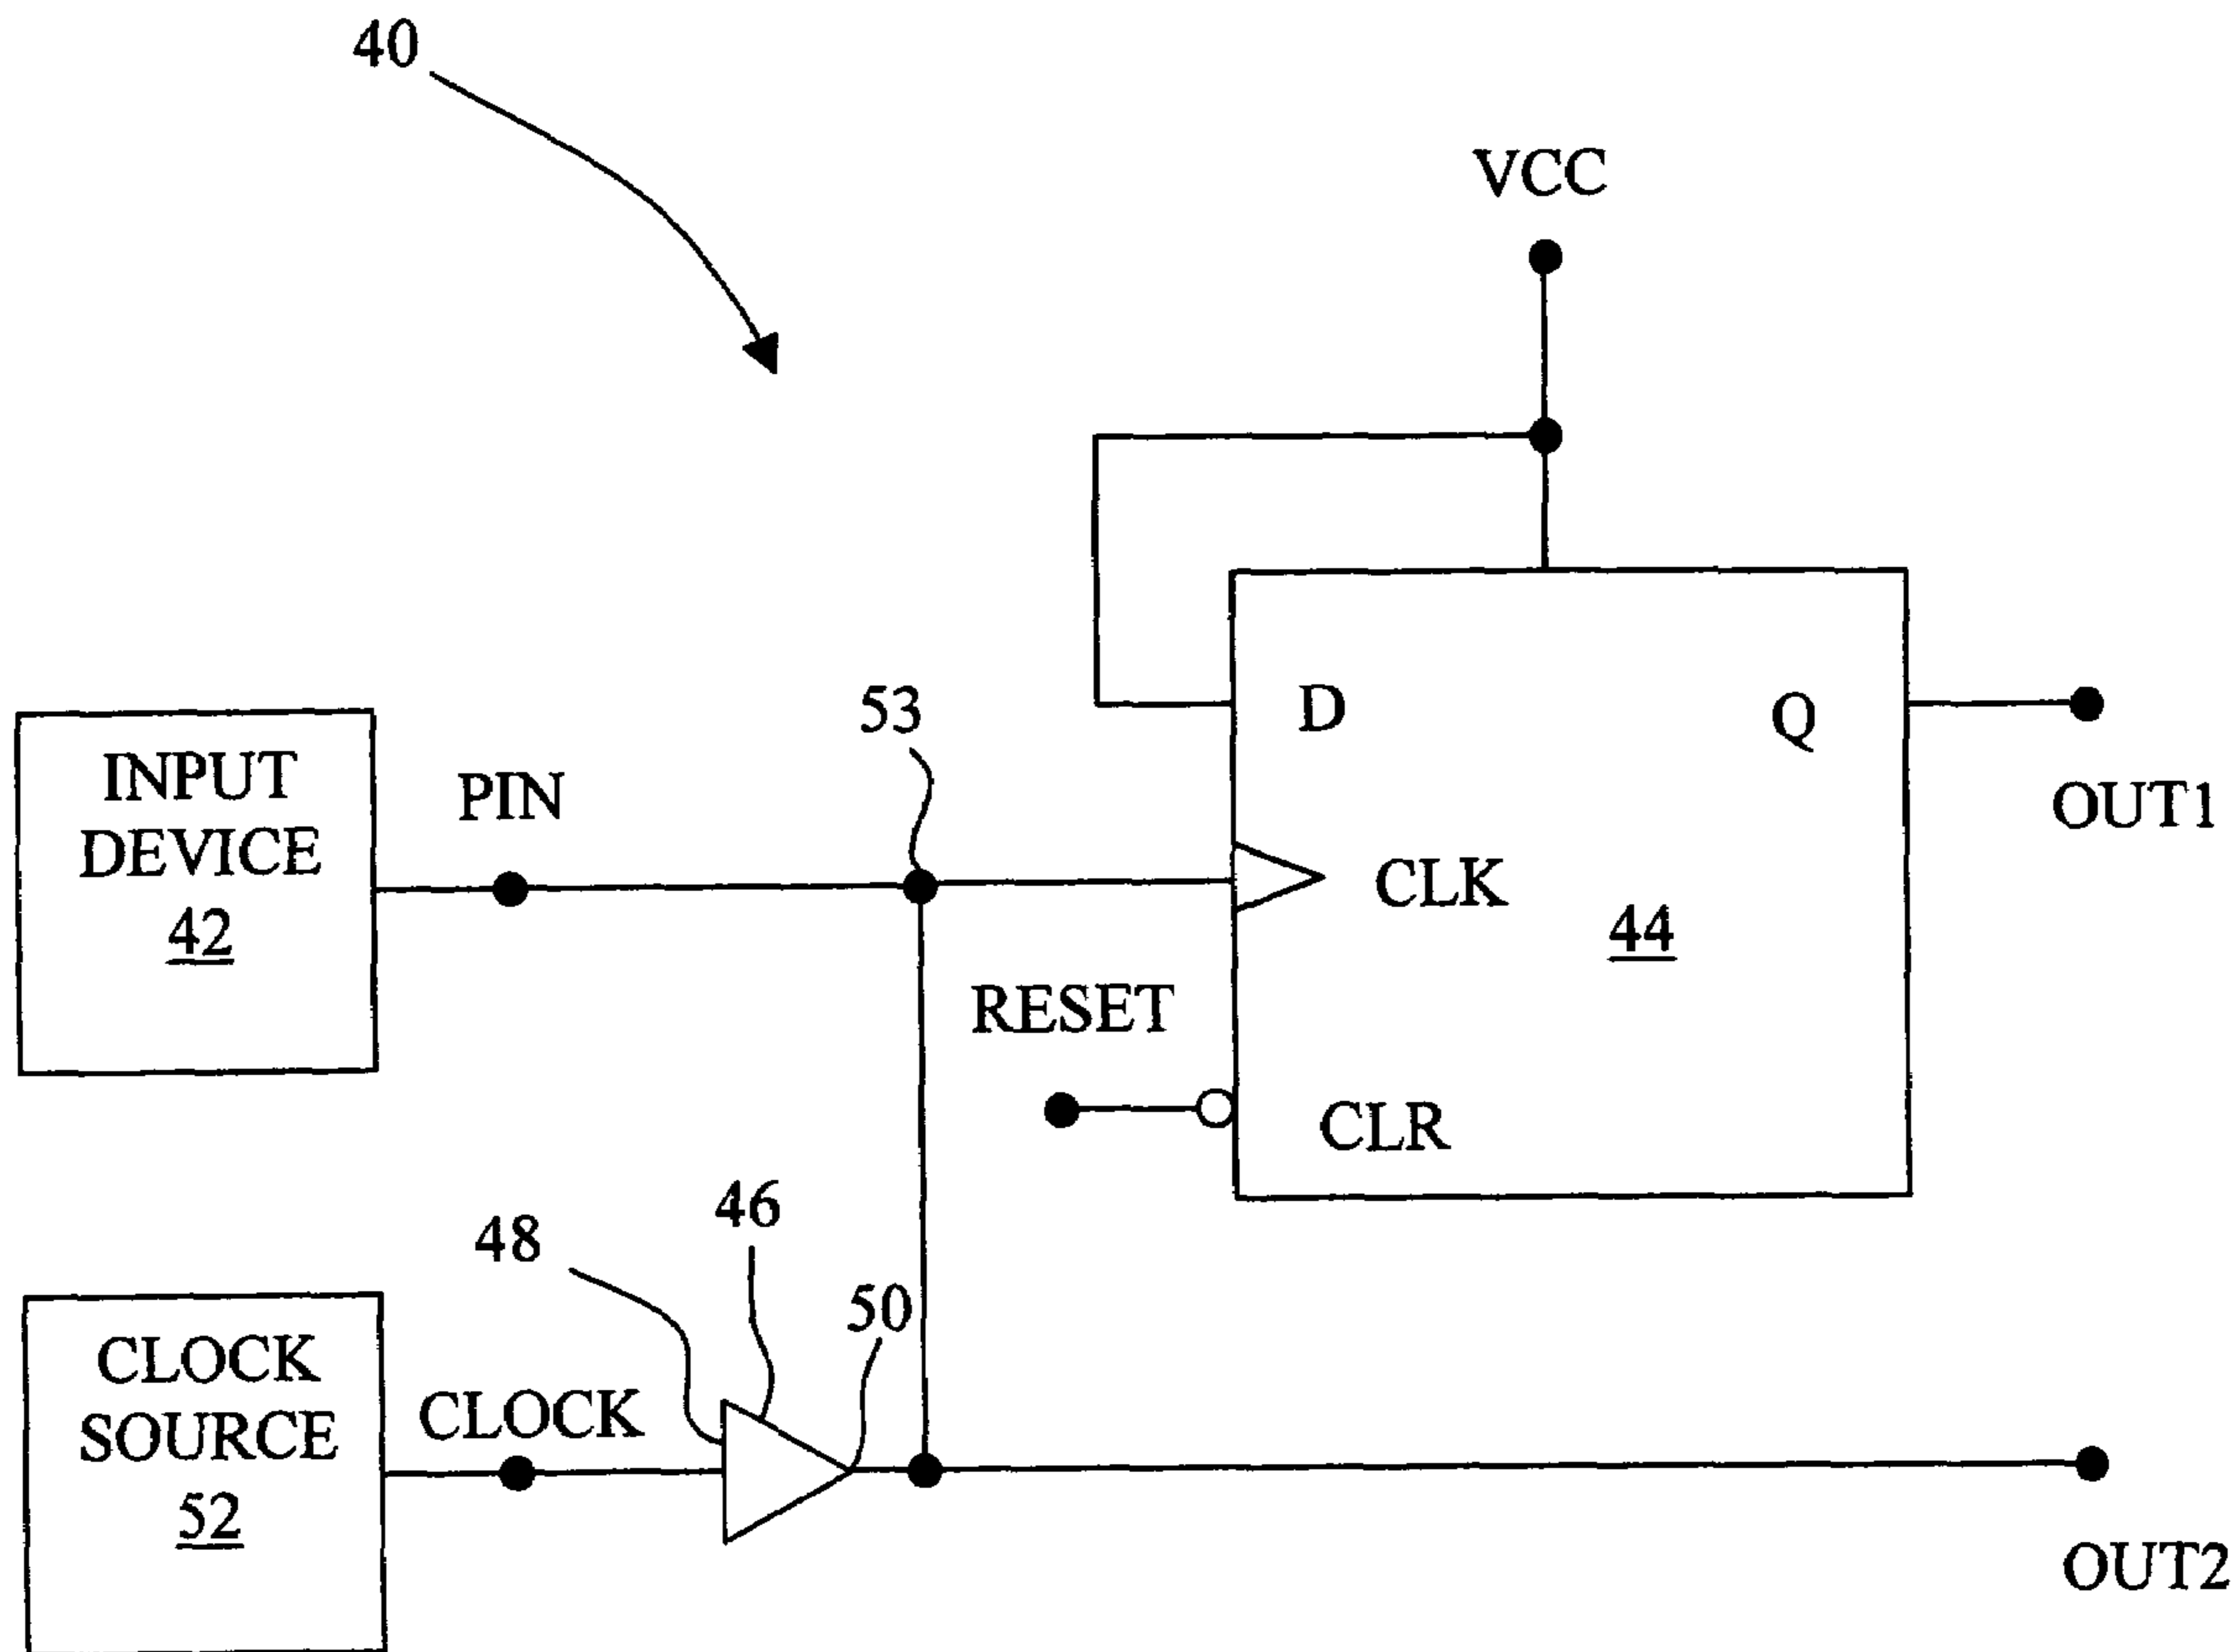 40
VCC
53
D
Q
INPUT
DEVICE
42
PIN
OUT1
CLK
44
RESET
CLR
48
46
50
CLOCK
SOURCE
52
CLOCK
OUT2